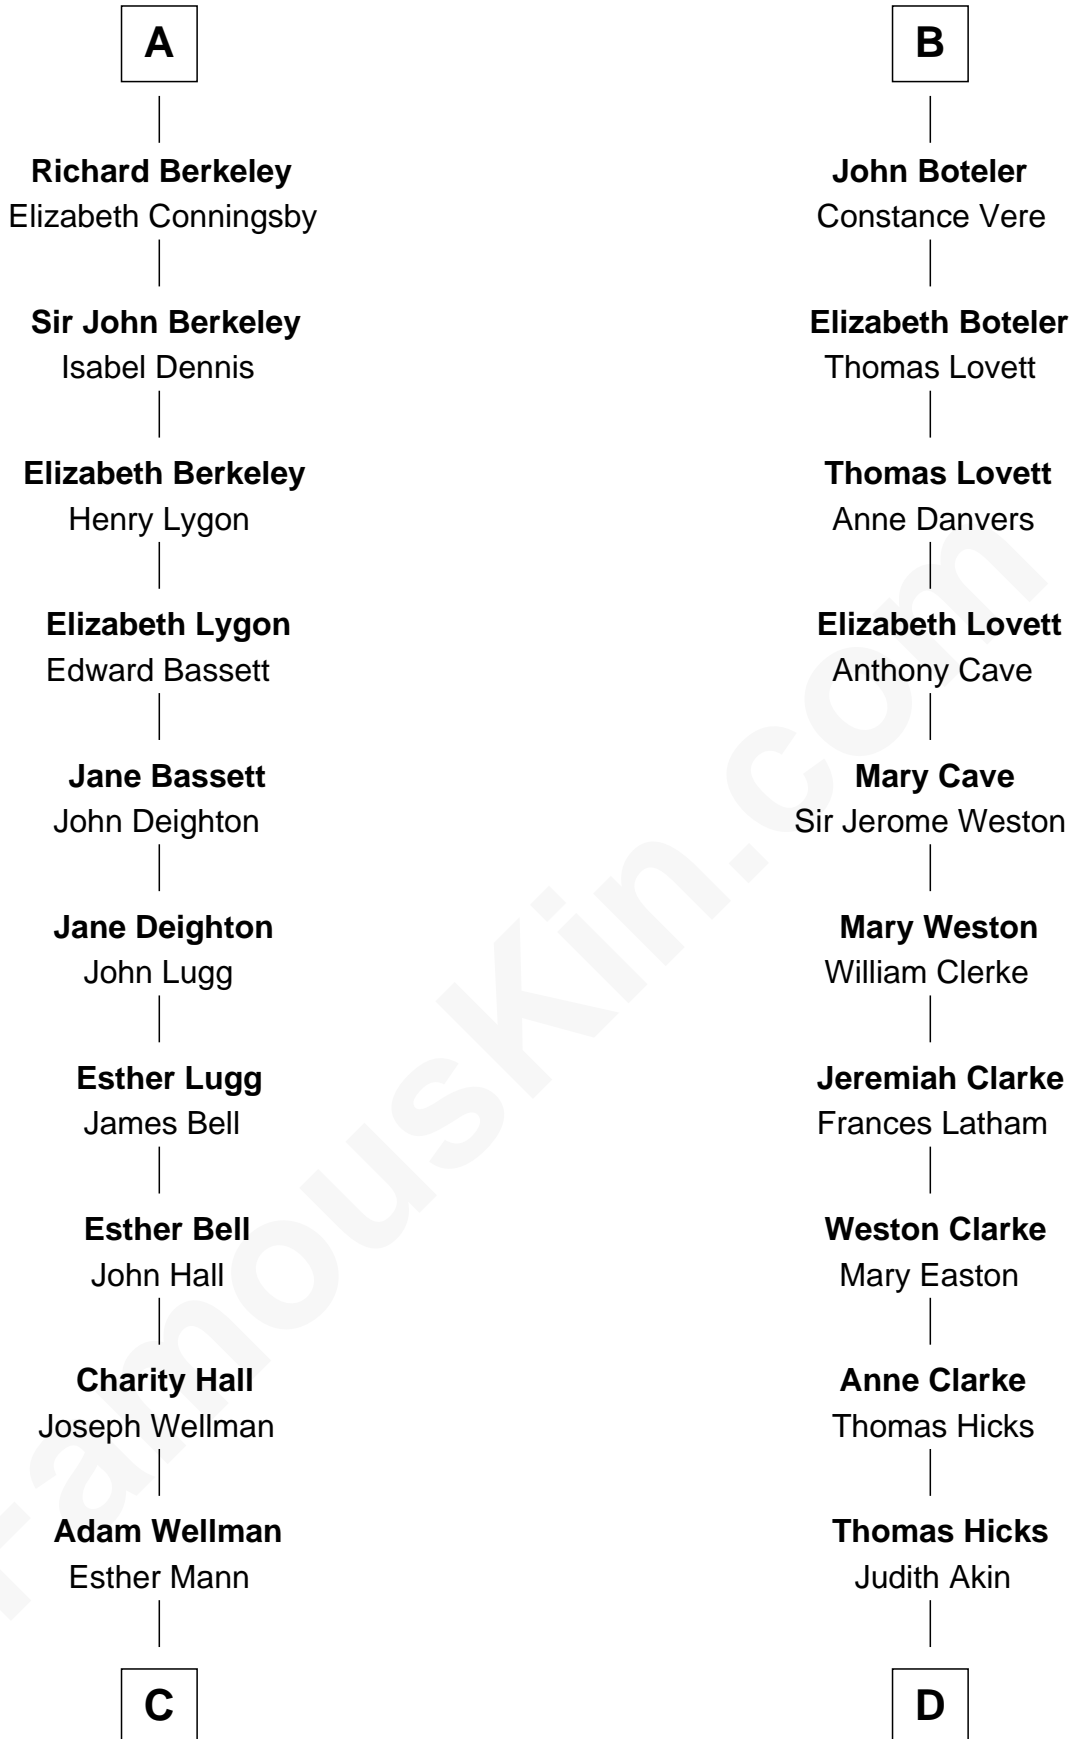 A
Richard Berkeley
Elizabeth Conningsby
Sir John Berkeley
Isabel Dennis
Elizabeth Berkeley
Henry Lygon
Elizabeth Lygon
Edward Bassett
Jane Bassett
John Deighton
Jane Deighton
John Lugg
Esther Lugg
James Bell
Esther Bell
John Hall
Charity Hall
Joseph Wellman
Adam Wellman
Esther Mann
C
B
John Boteler
Constance Vere
Elizabeth Boteler
Thomas Lovett
Thomas Lovett
Anne Danvers
Elizabeth Lovett
Anthony Cave
Mary Cave
Sir Jerome Weston
Mary Weston
William Clerke
Jeremiah Clarke
Frances Latham
Weston Clarke
Mary Easton
Anne Clarke
Thomas Hicks
Thomas Hicks
Judith Akin
D
FamousKin.com